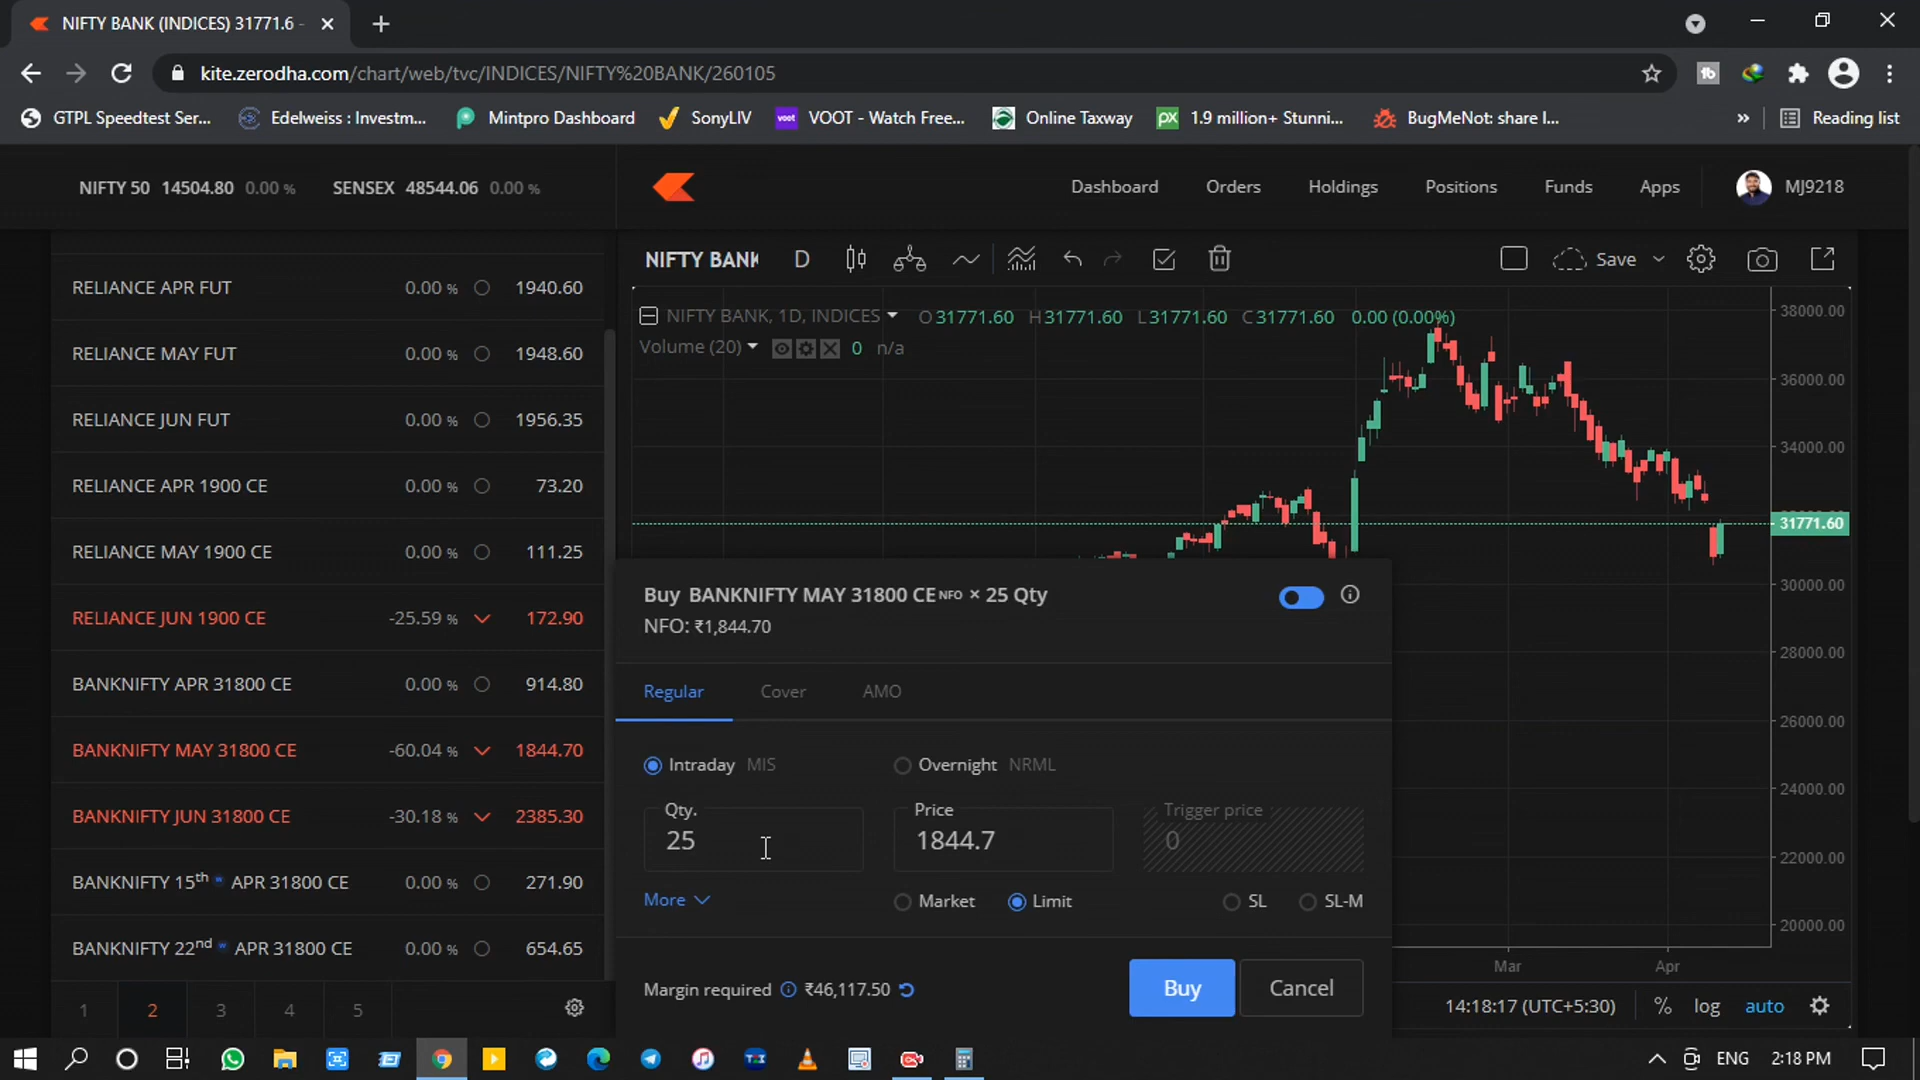 NIFTY BANK (INDICES) 31771.6 -
kite.zerodha.com/chart/web/tvc/INDICES/NIFTY%20BANK/260105
GTPL Speedtest Ser... Edelweiss : Investm... Mintpro Dashboard SonyLIV voot VOOT - Watch Free... Online Taxway px 1.9 million+ Stunni... BugMeNot: share l... » Reading list
NIFTY 50 14504.80 0.00 % SENSEX 48544.06 0.00 % Dashboard Orders Holdings Positions Funds Apps MJ9218
NIFTY BANK D Save
RELIANCE APR FUT 0.00 % 1940.60
NIFTY BANK, 1D, INDICES O31771.60 H31771.60 L31771.60 C31771.60 0.00 (0.00%)
Volume (20) 0 n/a
RELIANCE MAY FUT 0.00 % 1948.60
RELIANCE JUN FUT 0.00 % 1956.35
RELIANCE APR 1900 CE 0.00 % 73.20
RELIANCE MAY 1900 CE 0.00 % 111.25
RELIANCE JUN 1900 CE -25.59 % 172.90
BANKNIFTY APR 31800 CE 0.00 % 914.80
BANKNIFTY MAY 31800 CE -60.04 % 1844.70
BANKNIFTY JUN 31800 CE -30.18 % 2385.30
BANKNIFTY 15th w APR 31800 CE 0.00 % 271.90
BANKNIFTY 22nd w APR 31800 CE 0.00 % 654.65
1 2 3 4 5
38000.00
36000.00
34000.00
31771.60
30000.00
28000.00
26000.00
24000.00
22000.00
20000.00
Mar Apr
14:18:17 (UTC+5:30) % log auto
Buy BANKNIFTY MAY 31800 CE NFO × 25 Qty
NFO: ₹1,844.70
Regular Cover AMO
Intraday MIS Overnight NRML
Qty. Price Trigger price
25 1844.7 0
More Market Limit SL SL-M
Margin required ₹46,117.50 Buy Cancel
ENG 2:18 PM